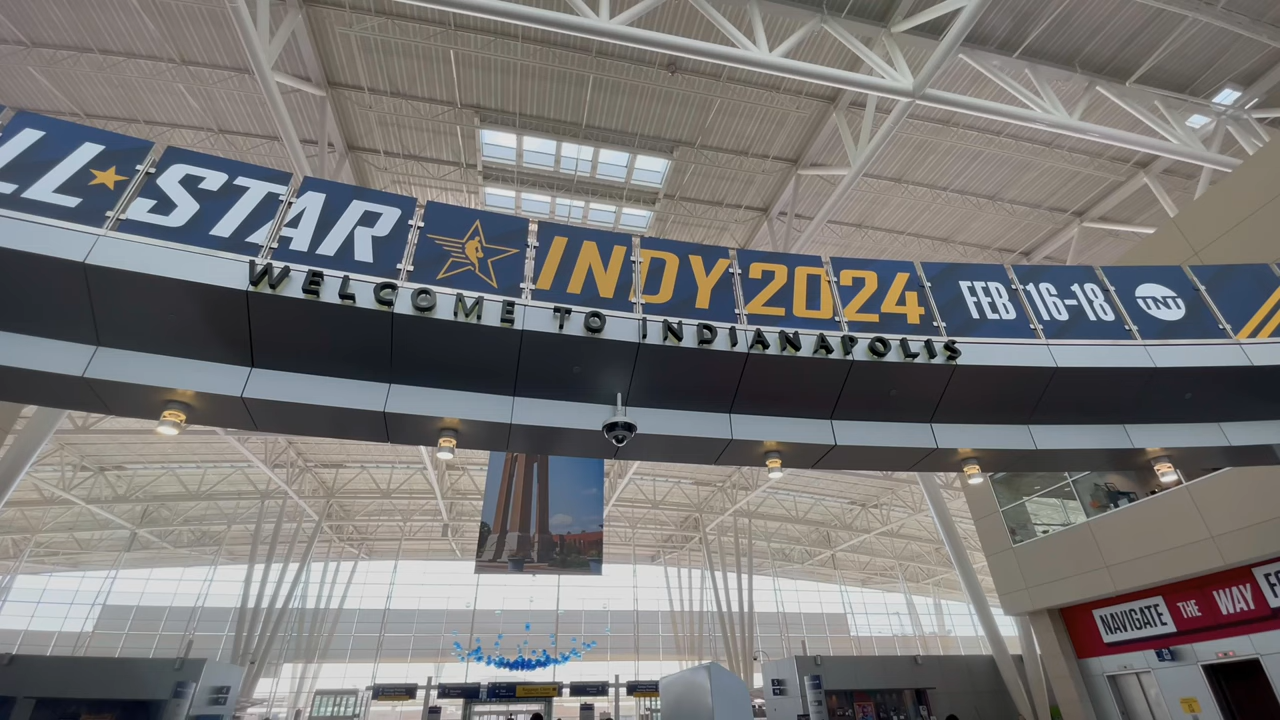 LL★STAR INDY 2024 FEB 16-18 TNT
WELCOME TO INDIANAPOLIS
NAVIGATE THE WAY